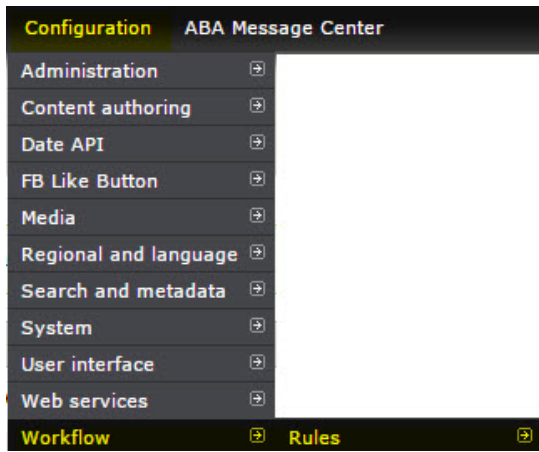 Configuration ABA Message Center
Administration
Content authoring
Date API
FB Like Button
Media
Regional and language
Search and metadata
System
User interface
Web services
Workflow Rules